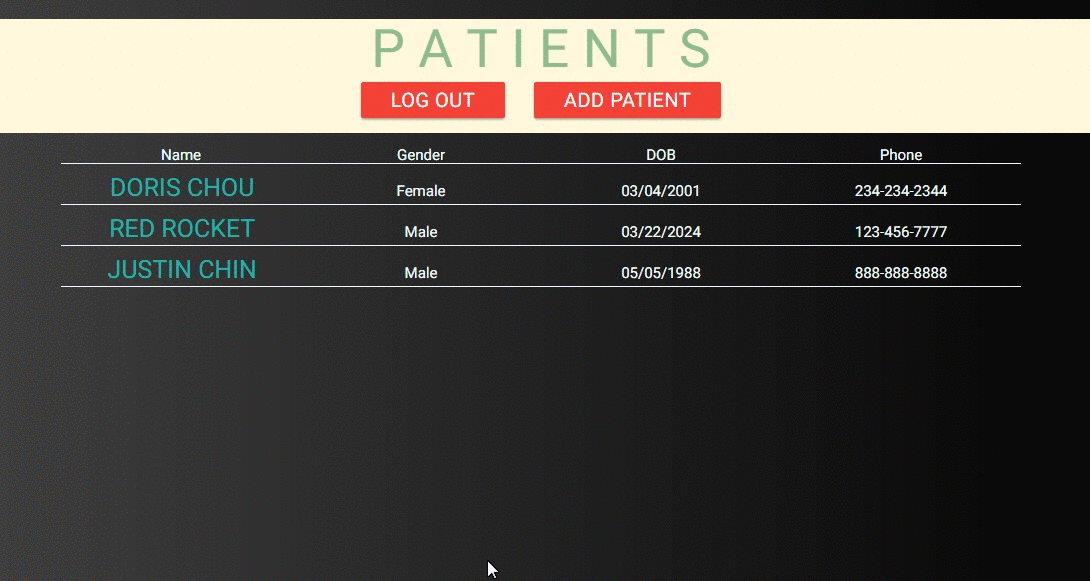 PATIENTS
LOG OUT ADD PATIENT
Name Gender DOB Phone
DORIS CHOU Female 03/04/2001 234-234-2344
RED ROCKET Male 03/22/2024 123-456-7777
JUSTIN CHIN Male 05/05/1988 888-888-8888